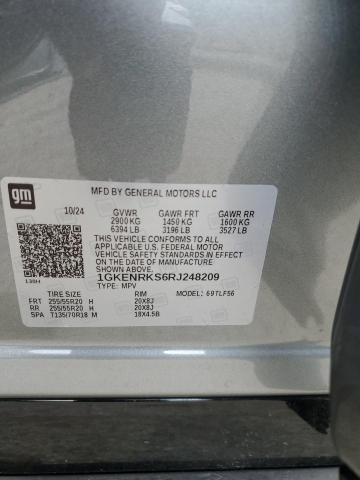 gm
MFD BY GENERAL MOTORS LLC
10/24 GVWR GAWR FRT GAWR RR
2900 KG 1450 KG 1600 KG
6394 LB 3196 LB 3527 LB
THIS VEHICLE CONFORMS TO ALL
APPLICABLE U.S. FEDERAL MOTOR
VEHICLE SAFETY STANDARDS IN
EFFECT ON THE DATE OF
MANUFACTURE SHOWN ABOVE.
1GKENRKS6RJ248209
138H TYPE: MPV
TIRE SIZE RIM MODEL: 69TLF56
FRT 255/55R20 H 20X8J
RR 255/55R20 H 20X8J
SPA T135/70R18 M 18X4.5B